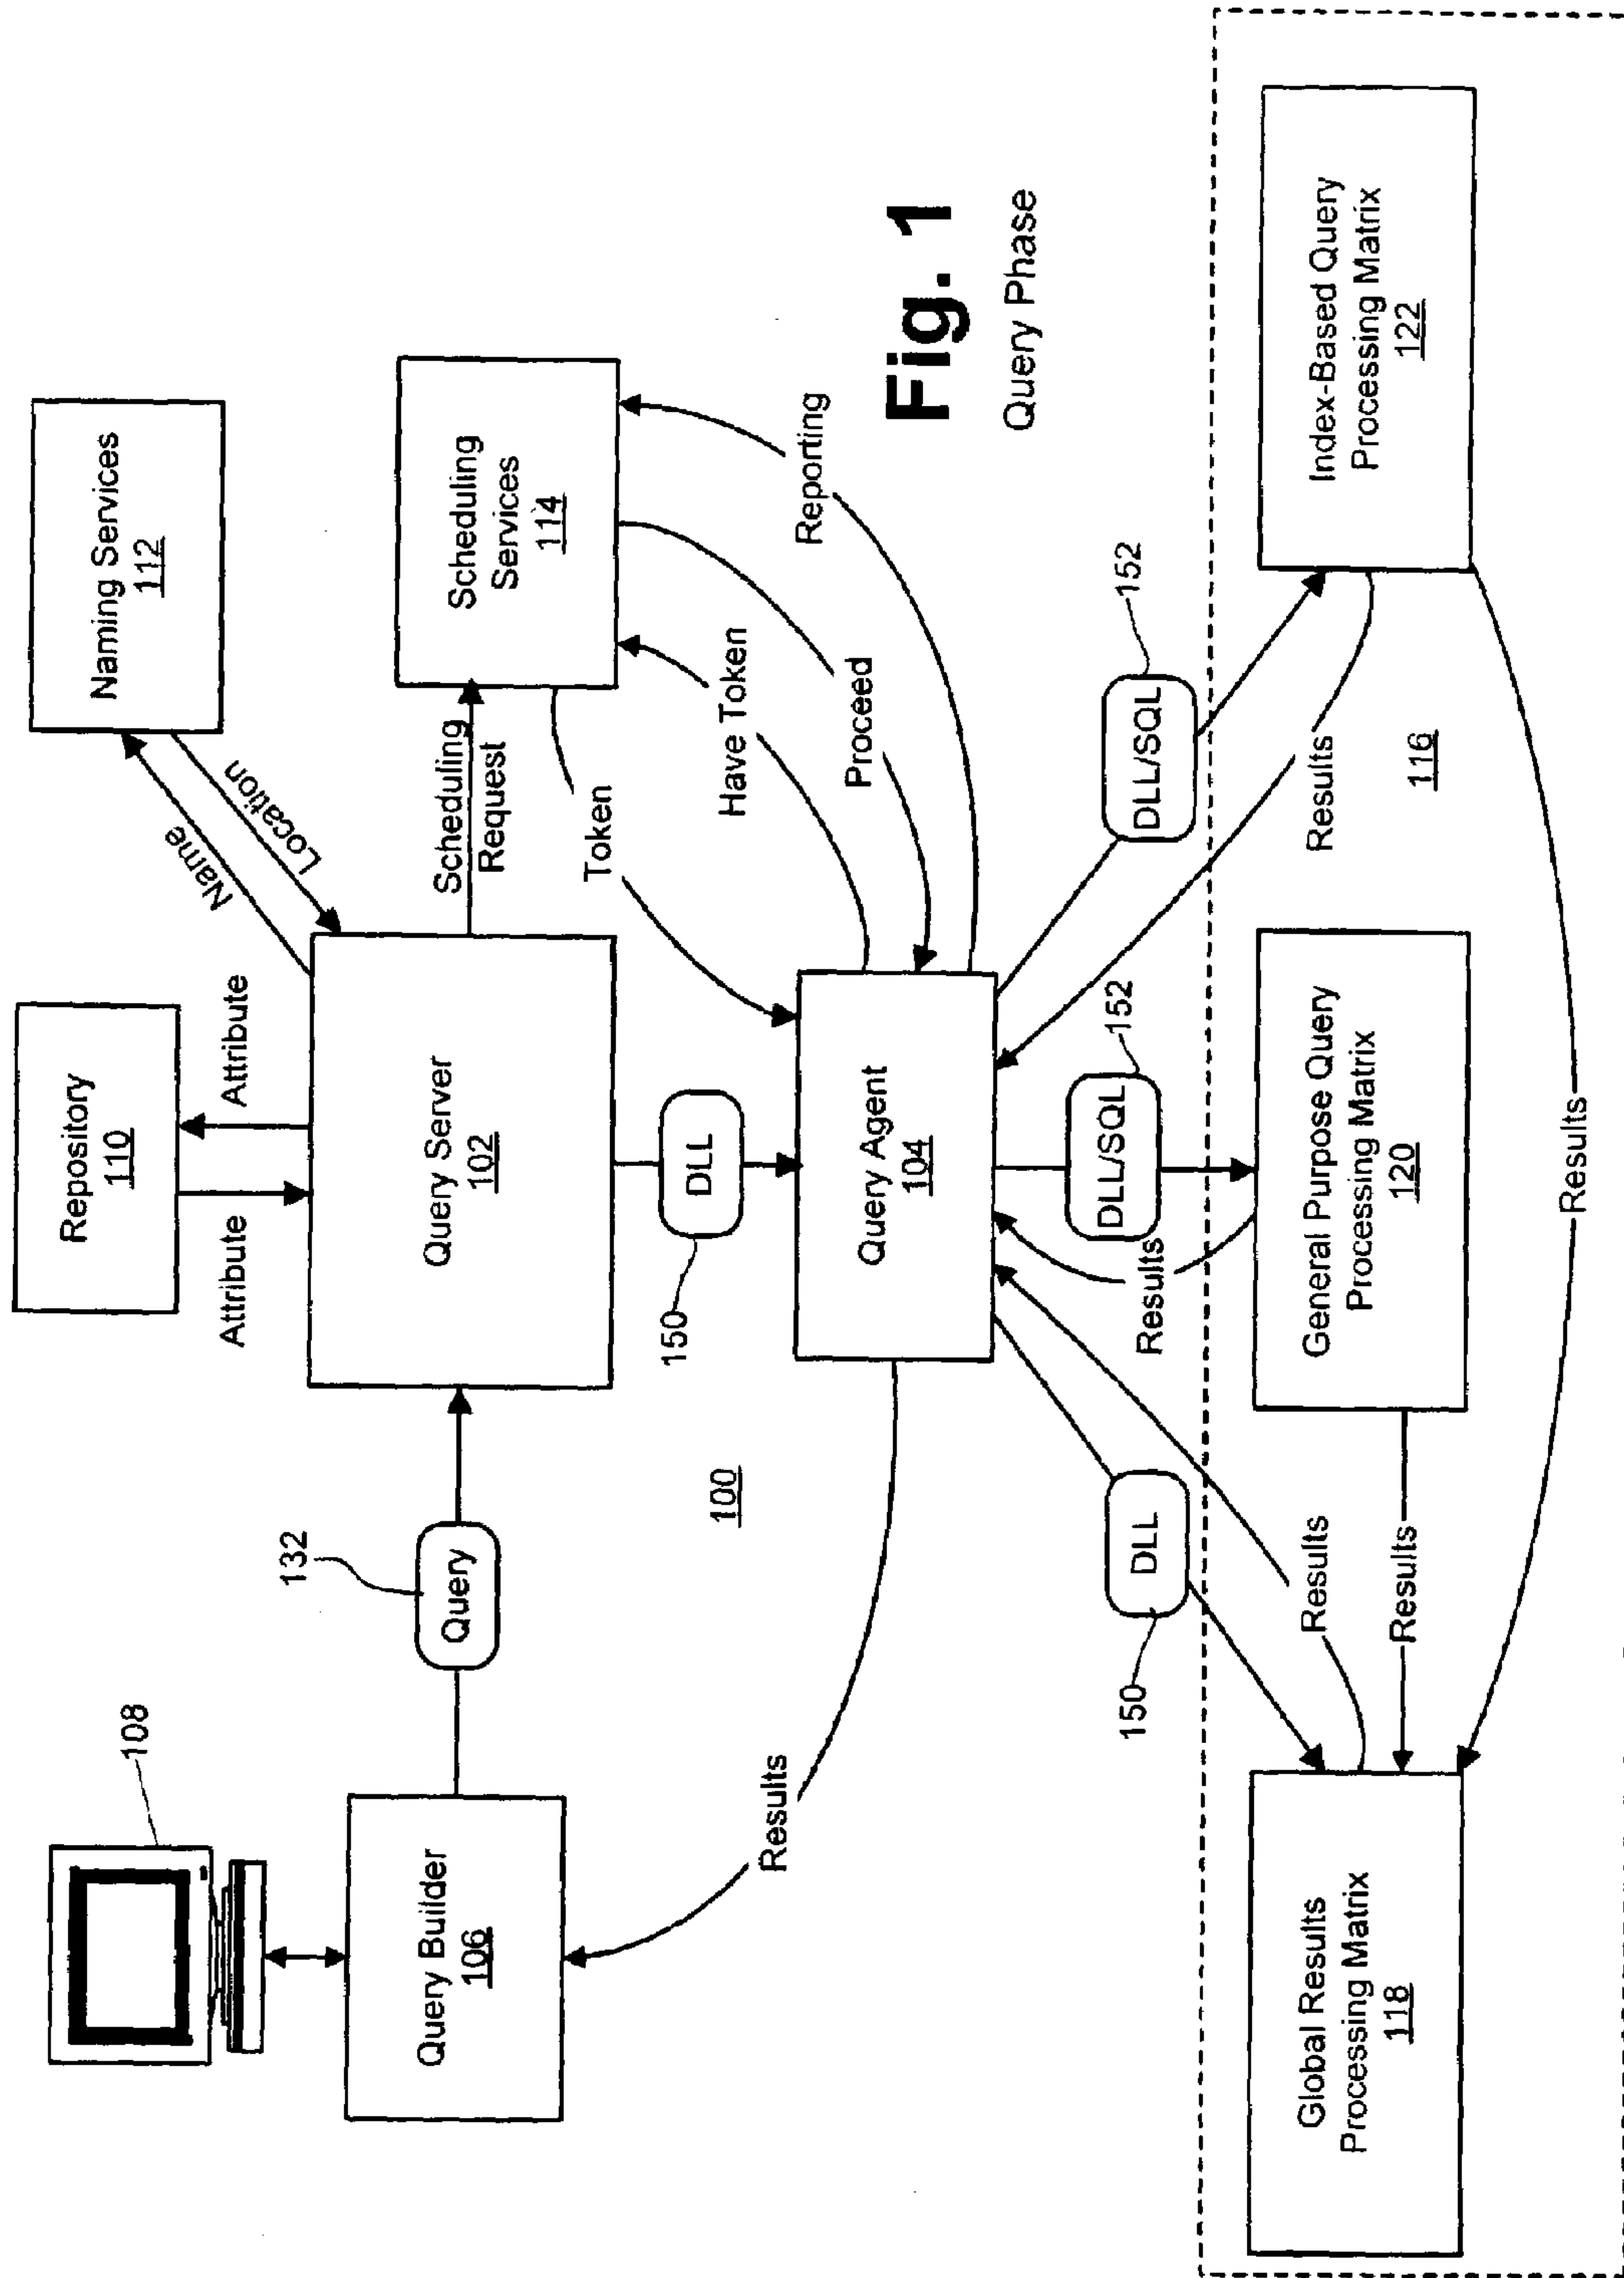 108
Query Builder
106
132
Query
Results
Repository
110
Attribute
Attribute
Naming Services
112
Name
Location
Query Server
102
Scheduling
Request
Scheduling
Services
114
100
150
DLL
Token
Have Token
Proceed
Reporting
Query Agent
104
Fig. 1
Query Phase
150
DLL
Results
DLL/SQL
152
Results
DLL/SQL
152
Results
116
Global Results
Processing Matrix
118
Results
General Purpose Query
Processing Matrix
120
Index-Based Query
Processing Matrix
122
Results